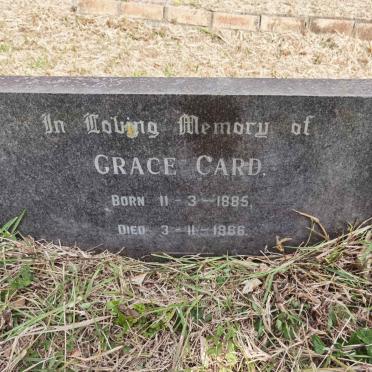 In Loving Memory of
GRACE CARD.
BORN 11-3-1885,
DIED 3-11-1966.